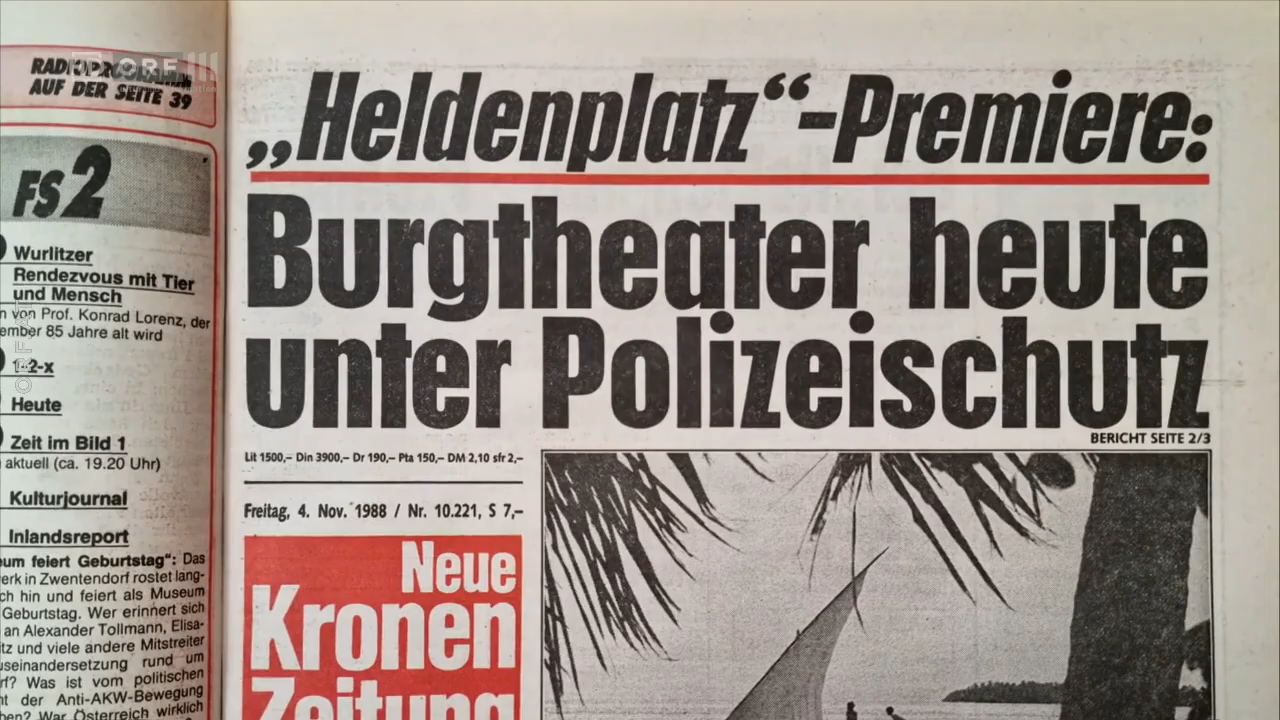 RADIOPROGRAMM
AUF DER SEITE 39
ORF III
FS2
Wurlitzer
Rendezvous mit Tier
und Mensch
von Prof. Konrad Lorenz, der
ember 85 Jahre alt wird
1-2-x
Heute
Zeit im Bild 1
aktuell (ca. 19.20 Uhr)
Kulturjournal
Inlandsreport
um feiert Geburtstag“: Das
erk in Zwentendorf rostet lang-
ch hin und feiert als Museum
Geburtstag. Wer erinnert sich
an Alexander Tollmann, Elisa-
tz und viele andere Mitstreiter
useinandersetzung rund um
rf? Was ist vom politischen
t der Anti-AKW-Bewegung
ben? War Österreich wirklich
„Heldenplatz“-Premiere:
Burgtheater heute
unter Polizeischutz
BERICHT SEITE 2/3
Lit 1500,– Din 3900,– Dr 190,– Pta 150,– DM 2,10 sfr 2,–
Freitag, 4. Nov. 1988 / Nr. 10.221, S 7,–
Neue
Kronen
Zeitung